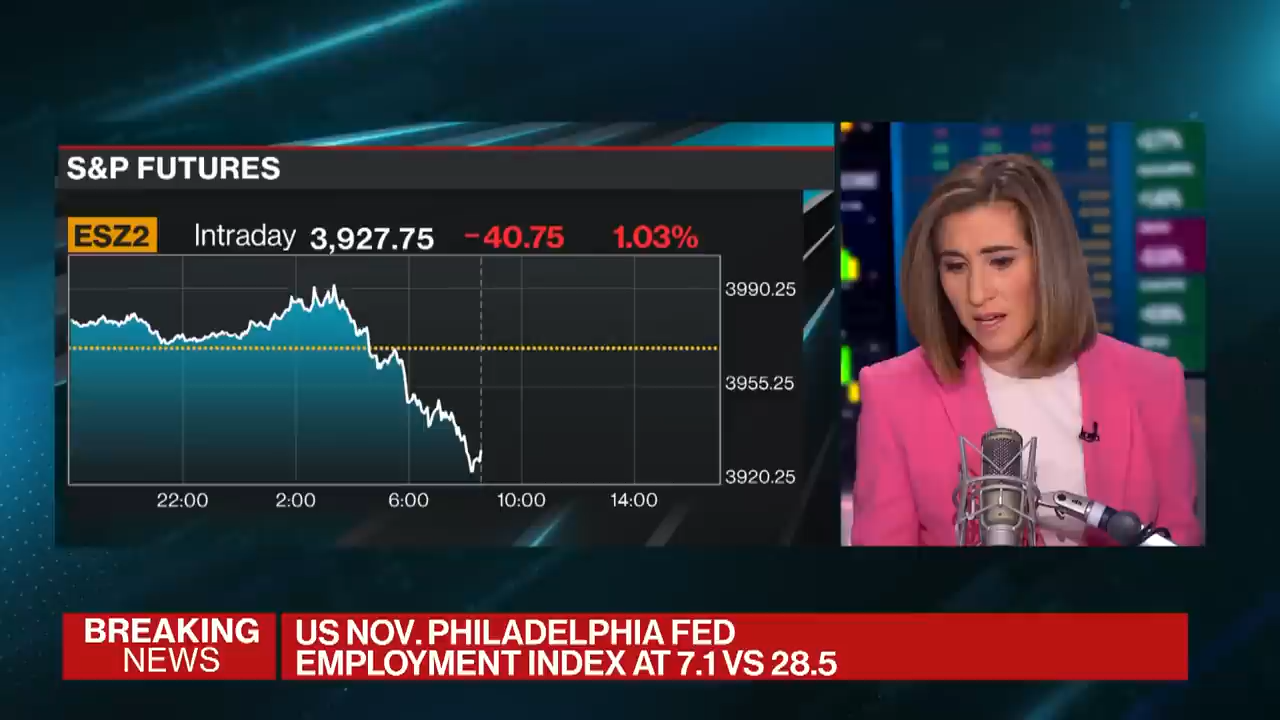 S&P FUTURES
ESZ2 Intraday 3,927.75 -40.75 1.03%
3990.25
3955.25
3920.25
22:00 2:00 6:00 10:00 14:00
BREAKING NEWS
US NOV. PHILADELPHIA FED
EMPLOYMENT INDEX AT 7.1 VS 28.5